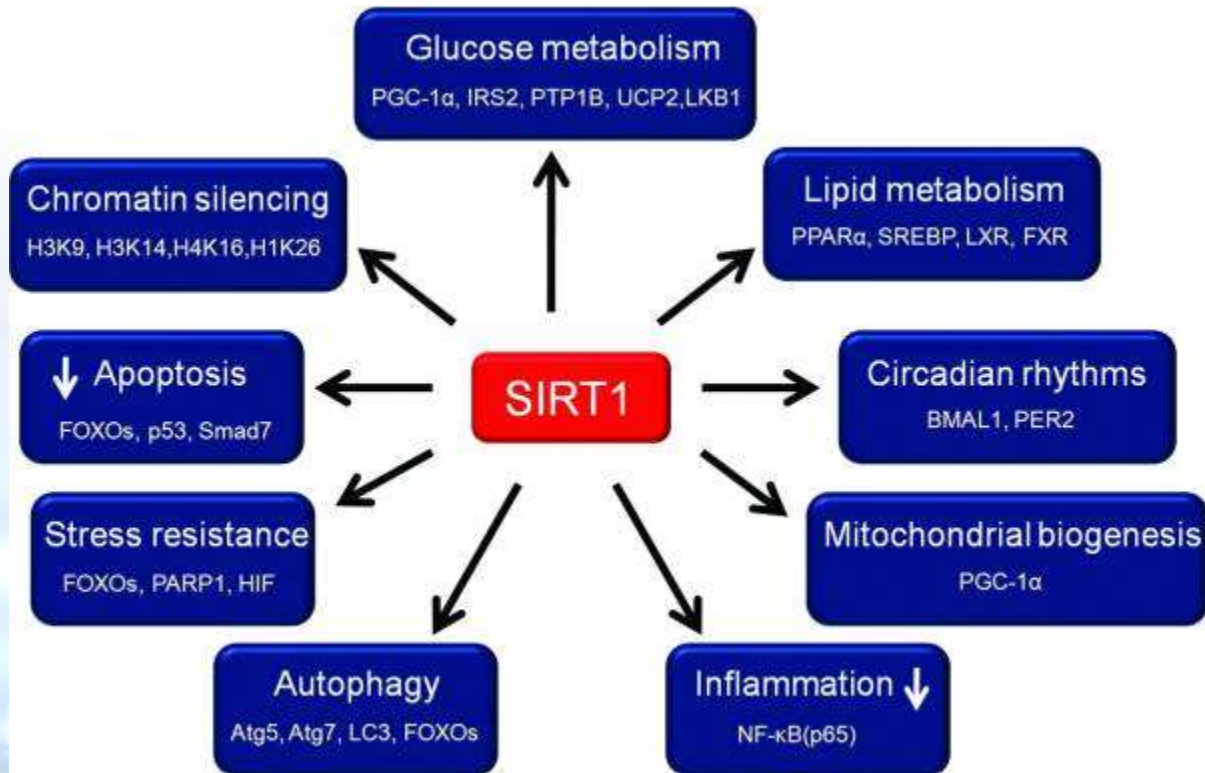 Glucose metabolism
PGC-1α, IRS2, PTP1B, UCP2,LKB1
Chromatin silencing
H3K9, H3K14,H4K16,H1K26
Lipid metabolism
PPARα, SREBP, LXR, FXR
↓ Apoptosis
FOXOs, p53, Smad7
SIRT1
Circadian rhythms
BMAL1, PER2
Stress resistance
FOXOs, PARP1, HIF
Mitochondrial biogenesis
PGC-1α
Autophagy
Atg5, Atg7, LC3, FOXOs
Inflammation ↓
NF-κB(p65)